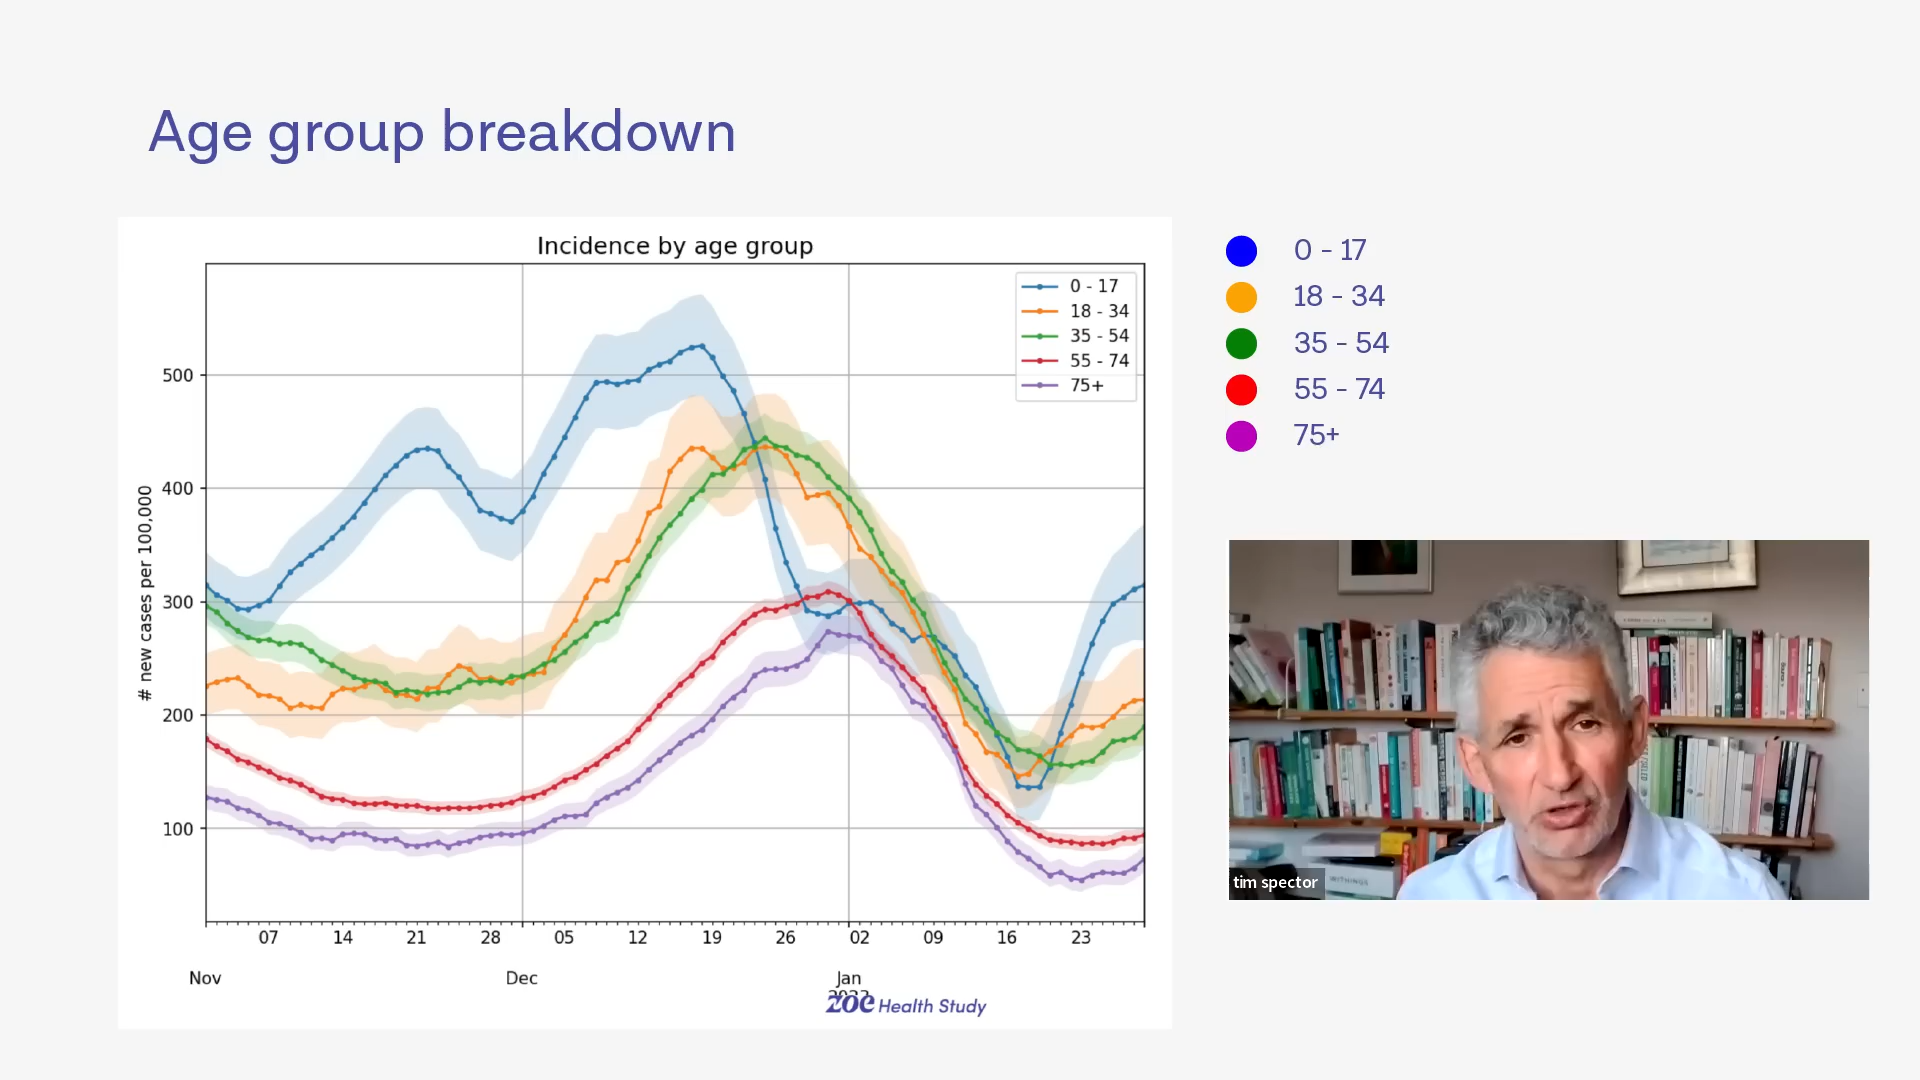 Age group breakdown
Incidence by age group
0 - 17
18 - 34
35 - 54
55 - 74
75+
# new cases per 100,000
500
400
300
200
100
07 14 21 28 05 12 19 26 02 09 16 23
Nov Dec Jan
zoe Health Study
0 - 17
18 - 34
35 - 54
55 - 74
75+
WITHINGS
tim spector